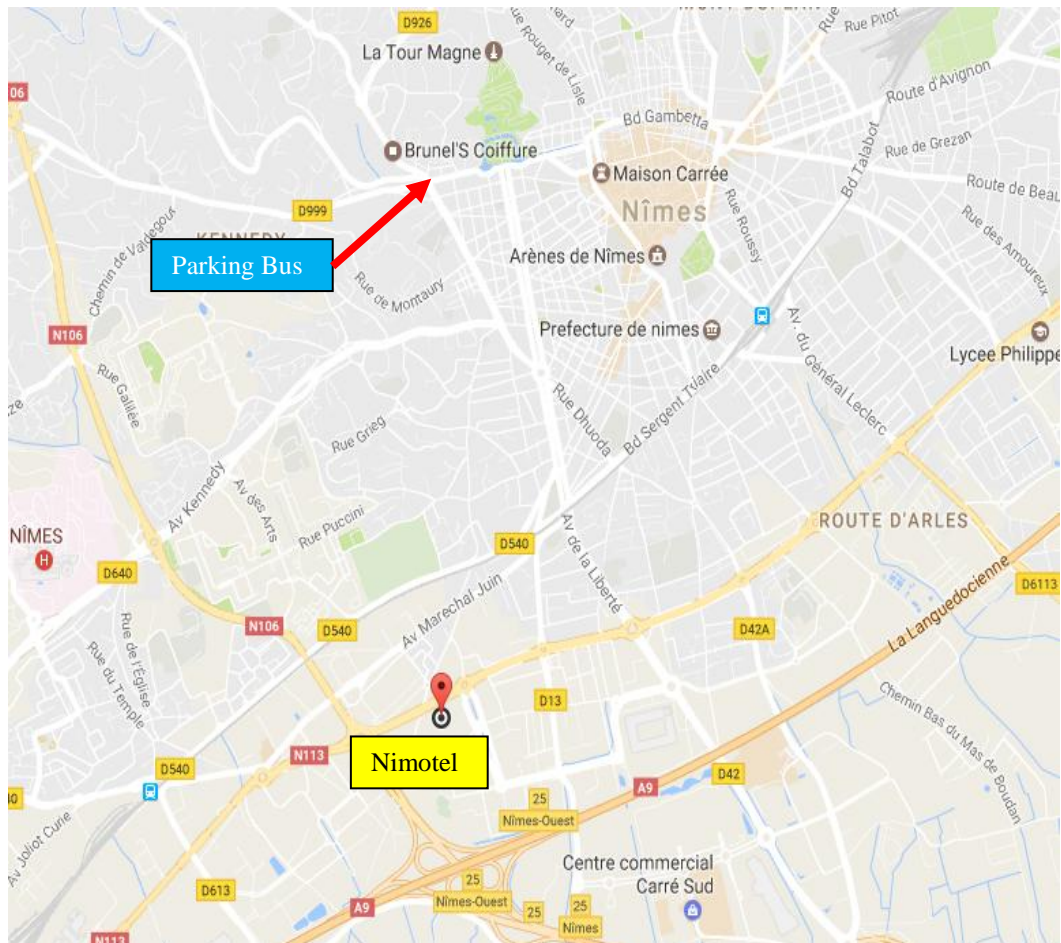 MONT DUPLAN
D926
Rue Pitot
La Tour Magne
Rue Rouget de Lisle
Route d'Avignon
06
Bd Gambetta
Bd Talabot
Rue de Grezan
Brunel'S Coiffure
Maison Carrée
Route de Beau
D999
Nîmes
Rue Roussy
Rue des Amoureux
Chemin de Valdegour
KENNEDY
Parking Bus
Arènes de Nîmes
Rue de Montaury
N106
Prefecture de nimes
Av. du Général Leclerc
Lycee Philippe
Rue Galilée
ze
Rue Dhuoda
Bd Sergent Triaire
Rue Grieg
Av Kennedy
Av des Arts
Rue Puccini
NÎMES
H
ROUTE D'ARLES
D540
Av de la Liberté
D640
D6113
Av Marechal Juin
N106
D540
D42A
La Languedocienne
Rue de l'Église
Rue du Temple
D13
Chemin Bas du Mas de Boudan
N113
Nimotel
D540
D42
A9
25
Nîmes-Ouest
Av Joliot Curie
Centre commercial
Carré Sud
D613
25
Nîmes-Ouest
A9
25
25
Nîmes
N113